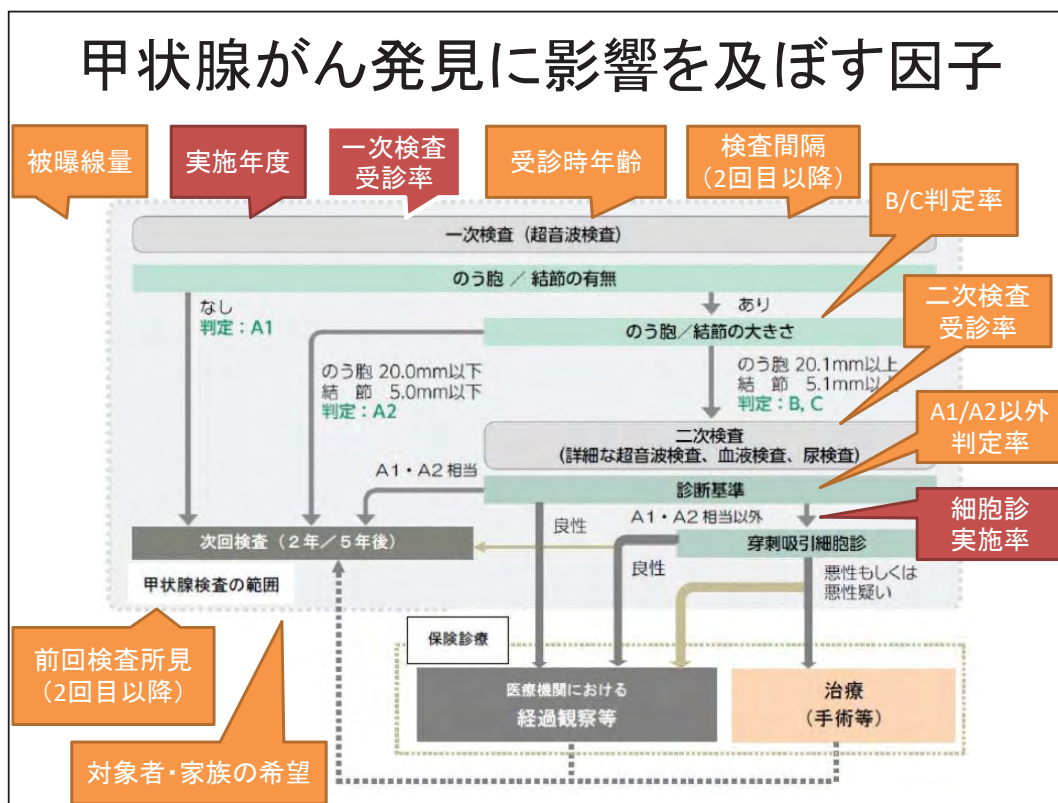 甲状腺がん発見に影響を及ぼす因子
被曝線量
実施年度
一次検査
受診率
受診時年齢
検査間隔
（2回目以降）
B/C判定率
一次検査（超音波検査）
のう胞 ／ 結節の有無
なし
判定：A1
あり
のう胞／結節の大きさ
二次検査
受診率
のう胞 20.0mm以下
結 節 5.0mm以下
判定：A2
のう胞 20.1mm以上
結 節 5.1mm以上
判定：B, C
A1/A2以外
判定率
二次検査
（詳細な超音波検査、血液検査、尿検査）
A1・A2 相当
診断基準
細胞診
実施率
良性
A1・A2 相当以外
次回検査（２年／５年後）
良性
穿刺吸引細胞診
悪性もしくは
悪性疑い
甲状腺検査の範囲
前回検査所見
（2回目以降）
保険診療
医療機関における
経過観察等
治療
（手術等）
対象者・家族の希望